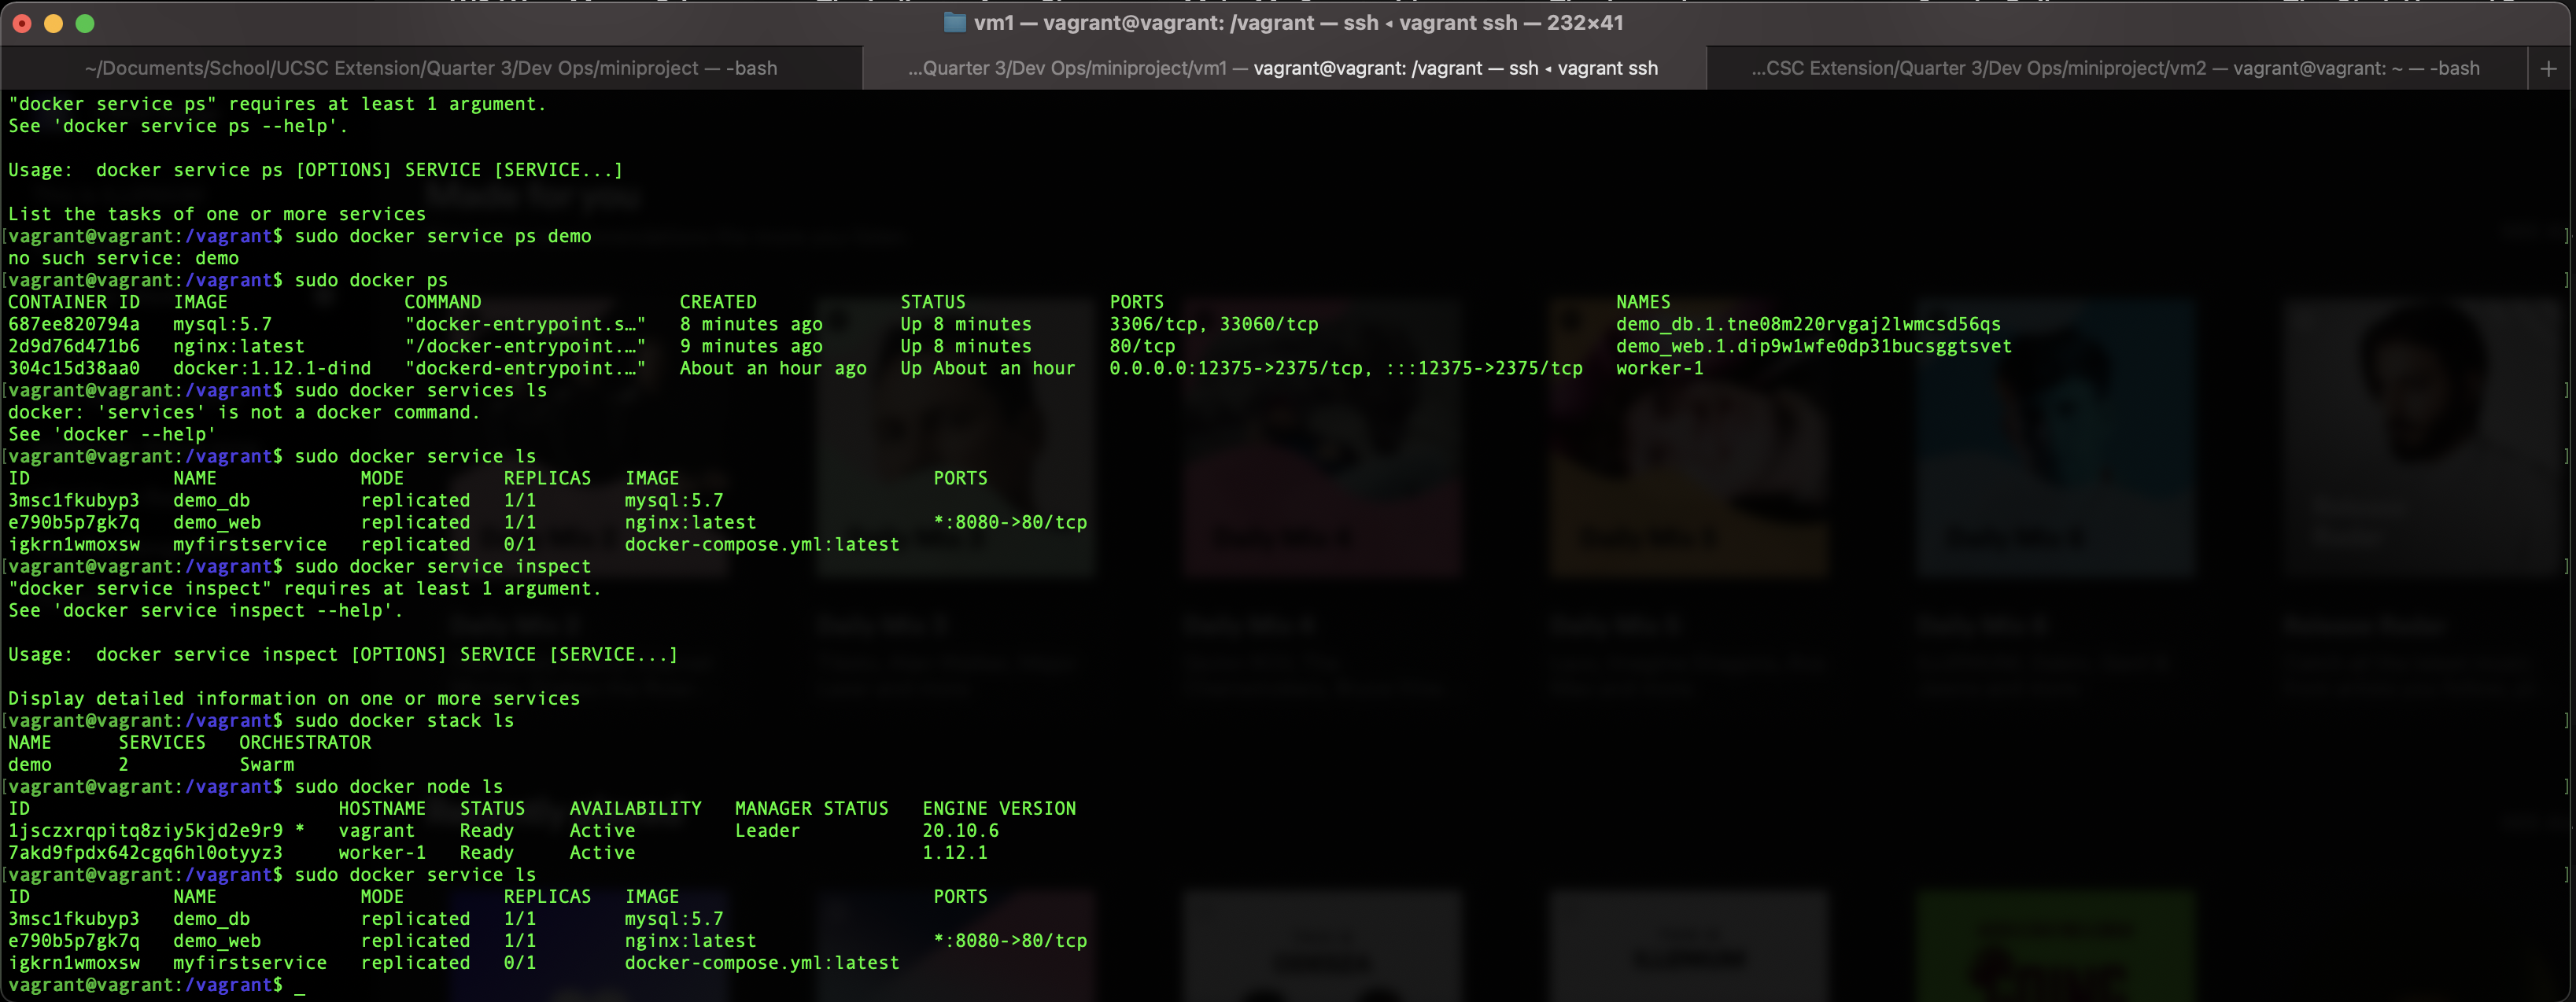 vm1 — vagrant@vagrant: /vagrant — ssh ◂ vagrant ssh — 232×41
~/Documents/School/UCSC Extension/Quarter 3/Dev Ops/miniproject — -bash
...Quarter 3/Dev Ops/miniproject/vm1 — vagrant@vagrant: /vagrant — ssh ◂ vagrant ssh
...CSC Extension/Quarter 3/Dev Ops/miniproject/vm2 — vagrant@vagrant: ~ — -bash
"docker service ps" requires at least 1 argument.
See 'docker service ps --help'.
Usage:  docker service ps [OPTIONS] SERVICE [SERVICE...]
List the tasks of one or more services
[vagrant@vagrant:/vagrant$ sudo docker service ps demo ]
no such service: demo
[vagrant@vagrant:/vagrant$ sudo docker ps ]
CONTAINER ID   IMAGE                COMMAND                  CREATED             STATUS             PORTS                                         NAMES
687ee820794a   mysql:5.7            "docker-entrypoint.s…"   8 minutes ago       Up 8 minutes       3306/tcp, 33060/tcp                           demo_db.1.tne08m220rvgaj2lwmcsd56qs
2d9d76d471b6   nginx:latest         "/docker-entrypoint.…"   9 minutes ago       Up 8 minutes       80/tcp                                        demo_web.1.dip9w1wfe0dp31bucsggtsvet
304c15d38aa0   docker:1.12.1-dind   "dockerd-entrypoint.…"   About an hour ago   Up About an hour   0.0.0.0:12375->2375/tcp, :::12375->2375/tcp   worker-1
[vagrant@vagrant:/vagrant$ sudo docker services ls ]
docker: 'services' is not a docker command.
See 'docker --help'
[vagrant@vagrant:/vagrant$ sudo docker service ls ]
ID             NAME             MODE         REPLICAS   IMAGE                       PORTS
3msc1fkubyp3   demo_db          replicated   1/1        mysql:5.7
e790b5p7gk7q   demo_web         replicated   1/1        nginx:latest                *:8080->80/tcp
igkrn1wmoxsw   myfirstservice   replicated   0/1        docker-compose.yml:latest
[vagrant@vagrant:/vagrant$ sudo docker service inspect ]
"docker service inspect" requires at least 1 argument.
See 'docker service inspect --help'.
Usage:  docker service inspect [OPTIONS] SERVICE [SERVICE...]
Display detailed information on one or more services
[vagrant@vagrant:/vagrant$ sudo docker stack ls ]
NAME      SERVICES   ORCHESTRATOR
demo      2          Swarm
[vagrant@vagrant:/vagrant$ sudo docker node ls ]
ID                            HOSTNAME   STATUS    AVAILABILITY   MANAGER STATUS   ENGINE VERSION
1jsczxrqpitq8ziy5kjd2e9r9 *   vagrant    Ready     Active         Leader           20.10.6
7akd9fpdx642cgq6hl0otyyz3     worker-1   Ready     Active                          1.12.1
[vagrant@vagrant:/vagrant$ sudo docker service ls ]
ID             NAME             MODE         REPLICAS   IMAGE                       PORTS
3msc1fkubyp3   demo_db          replicated   1/1        mysql:5.7
e790b5p7gk7q   demo_web         replicated   1/1        nginx:latest                *:8080->80/tcp
igkrn1wmoxsw   myfirstservice   replicated   0/1        docker-compose.yml:latest
vagrant@vagrant:/vagrant$ _
Made for you